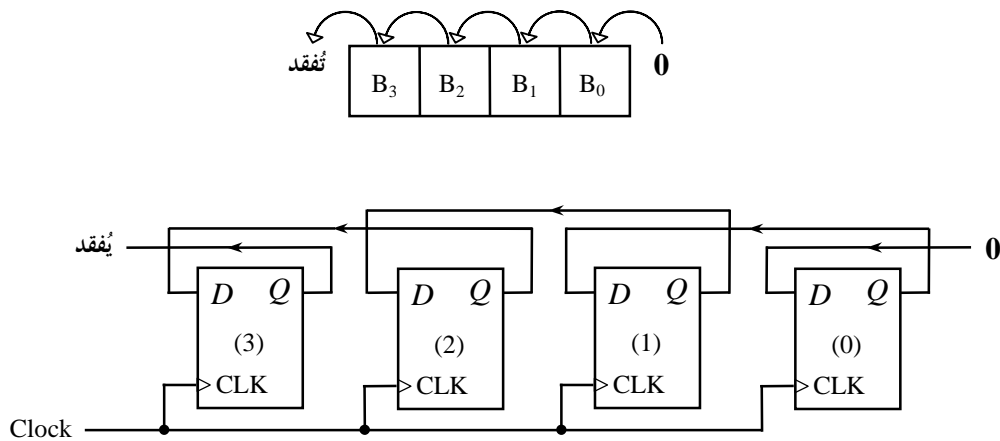 تُفقد B₃ B₂ B₁ B₀ 0
يُفقد 0
D Q D Q D Q D Q
(3) (2) (1) (0)
CLK CLK CLK CLK
Clock